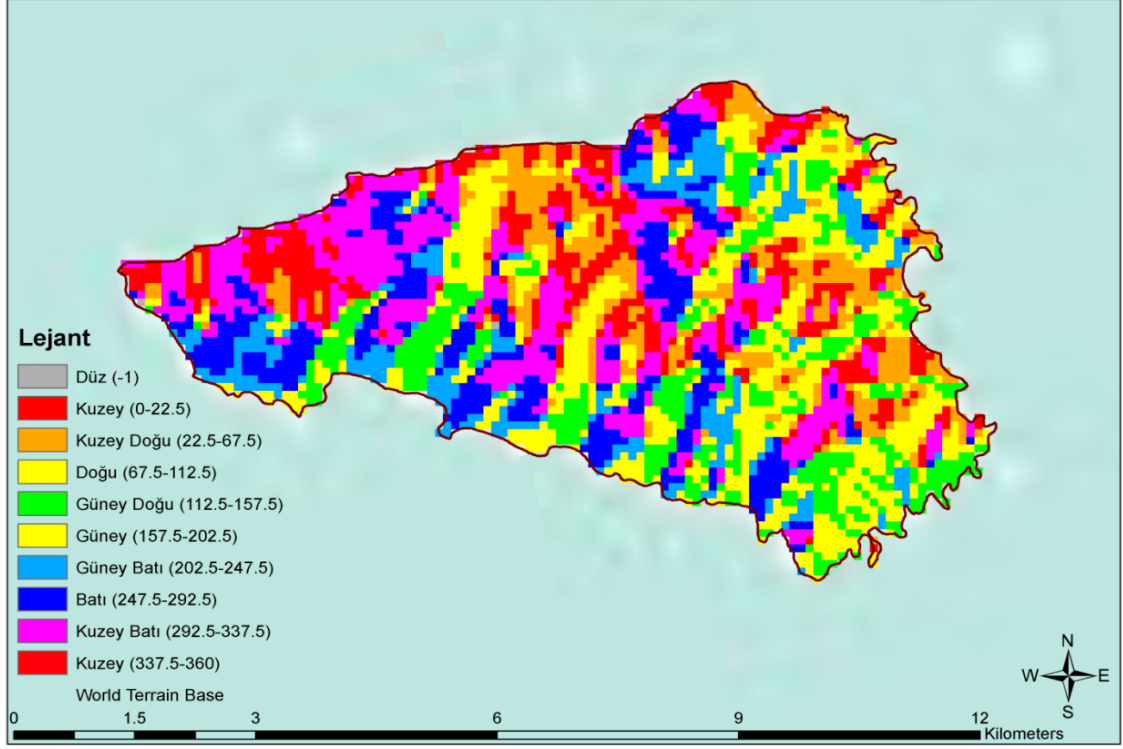 Lejant
Düz (-1)
Kuzey (0-22.5)
Kuzey Doğu (22.5-67.5)
Doğu (67.5-112.5)
Güney Doğu (112.5-157.5)
Güney (157.5-202.5)
Güney Batı (202.5-247.5)
Batı (247.5-292.5)
Kuzey Batı (292.5-337.5)
Kuzey (337.5-360)
World Terrain Base
N
W E
S
0 1.5 3 6 9 12
Kilometers